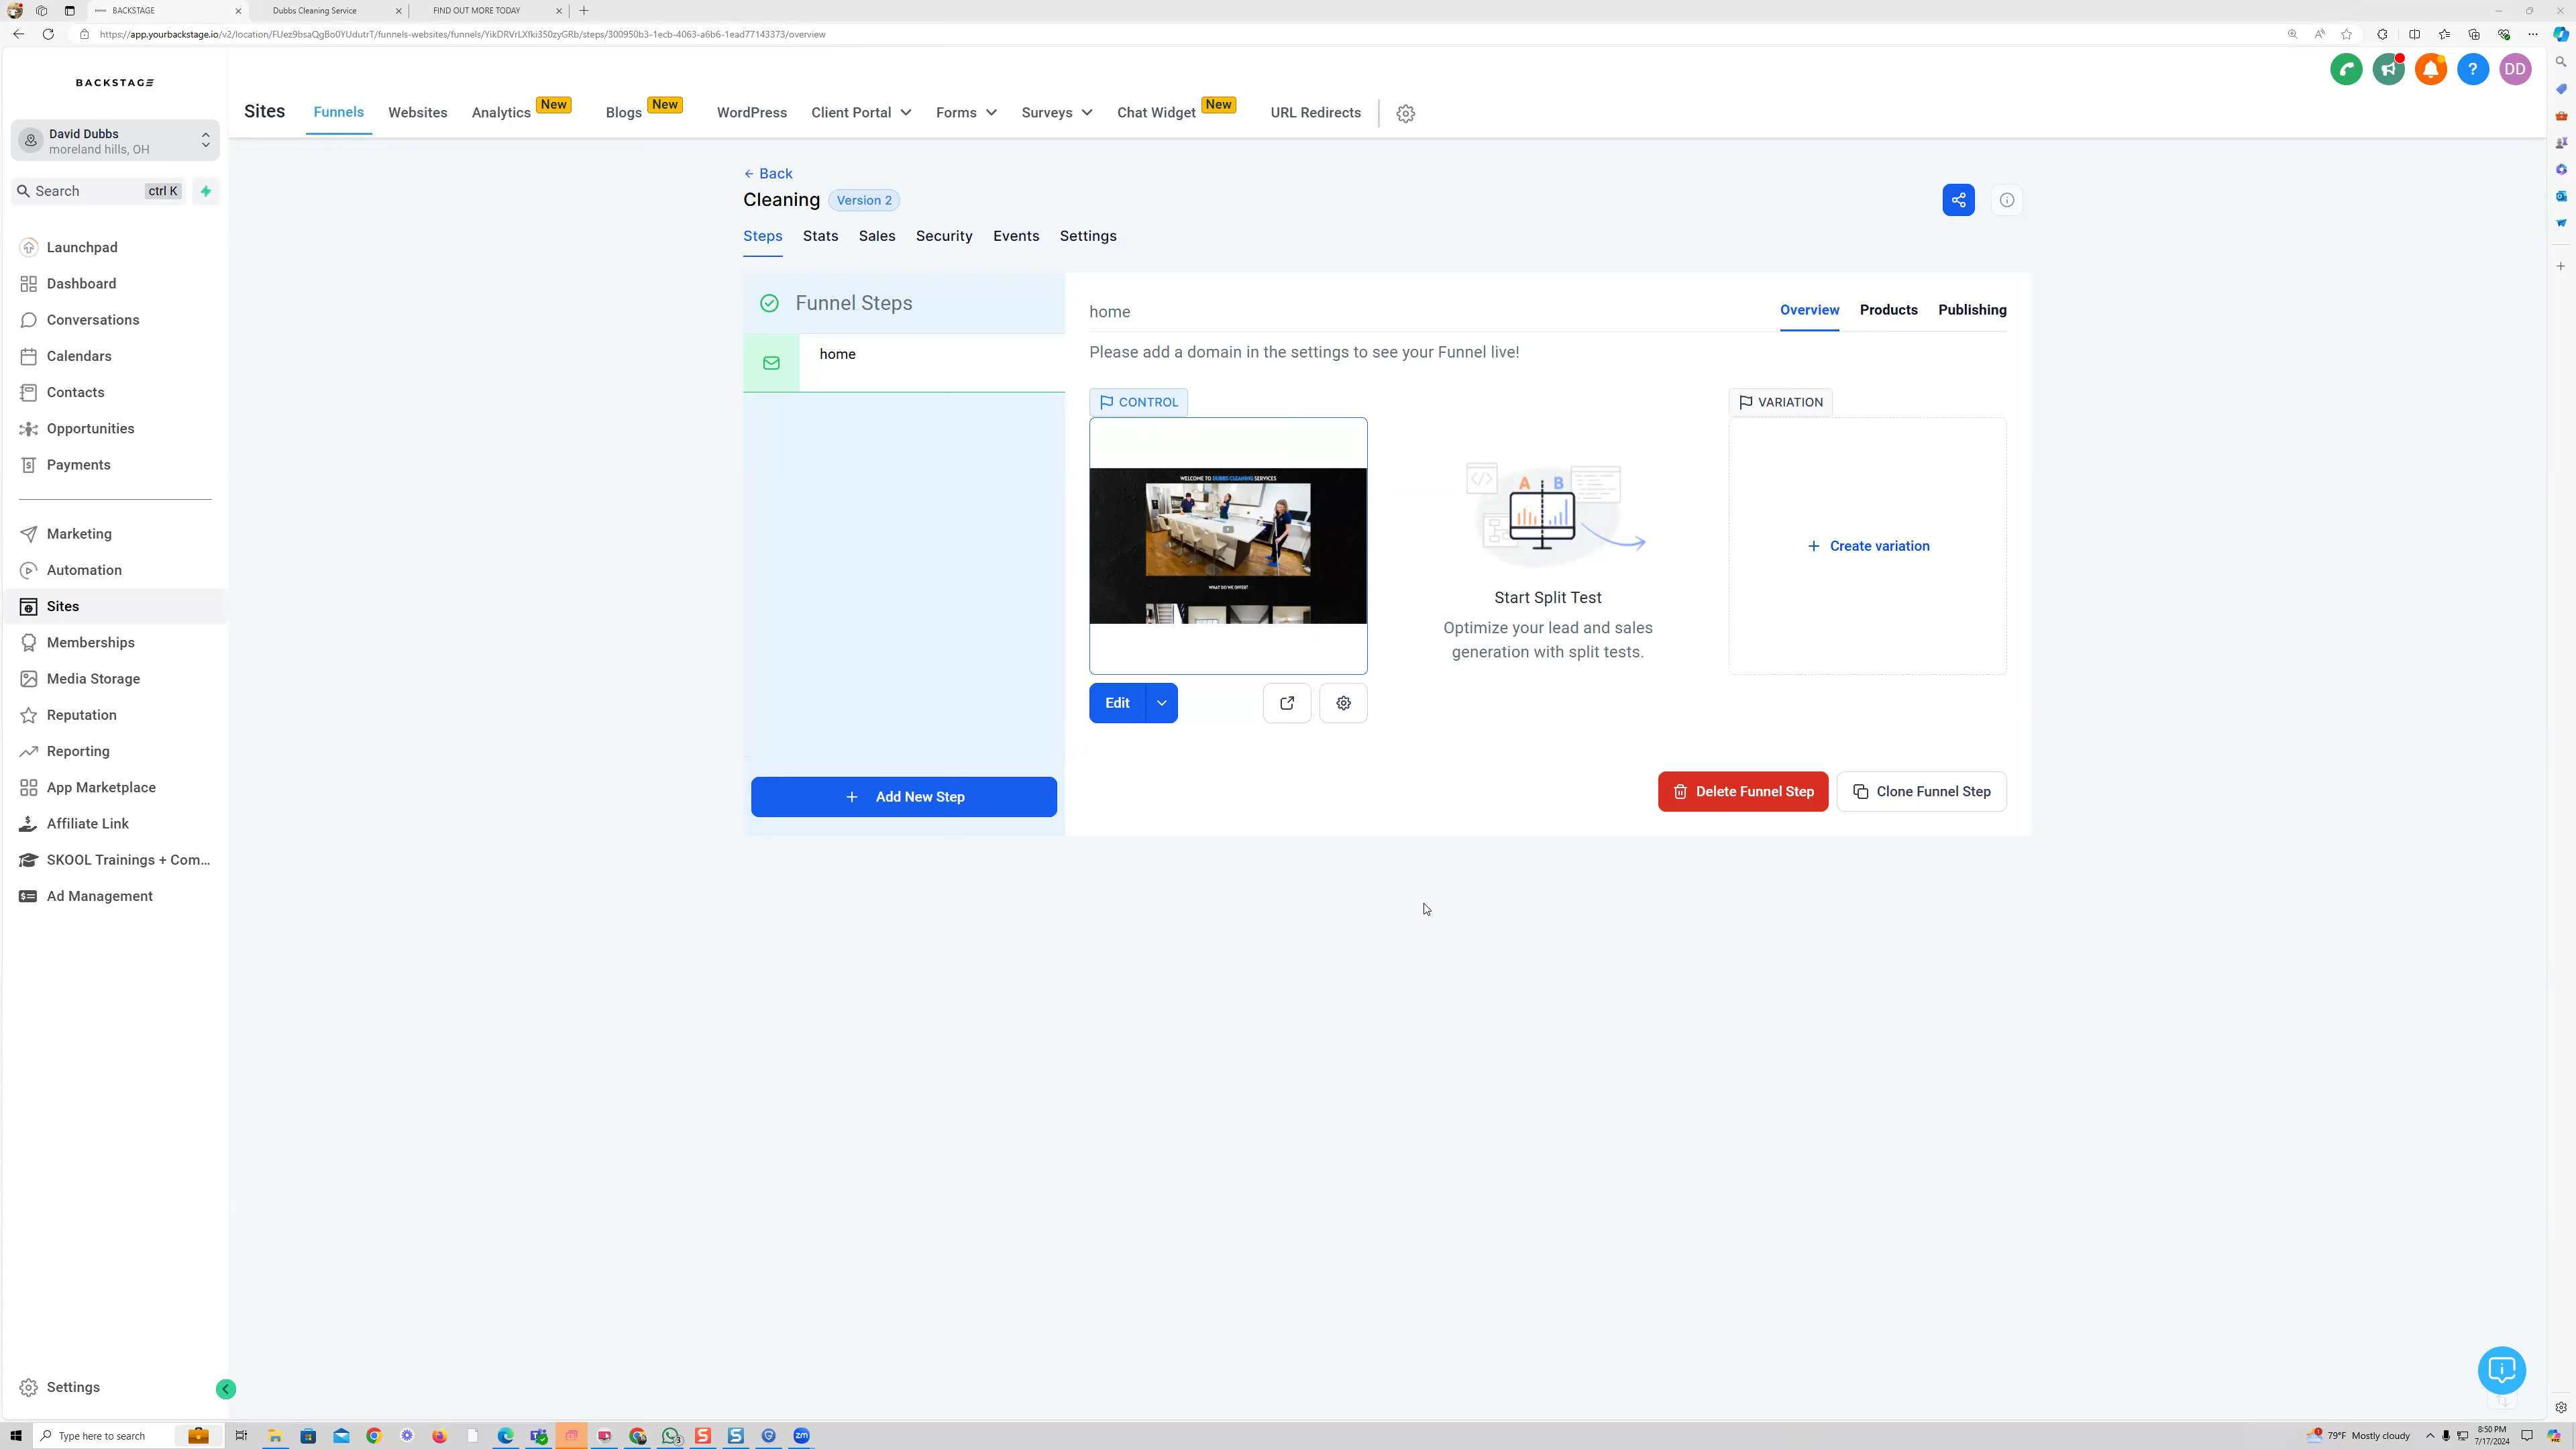 BACKSTAGE
Dubbs Cleaning Service
FIND OUT MORE TODAY
https://app.yourbackstage.io/v2/location/FUez9bsaQgBo0YUdutrT/funnels-websites/funnels/YikDRVrLXfki350zyGRb/steps/300950b3-1ecb-4063-a6b6-1ead77143373/overview
BACKSTAGE
DD
Sites
Funnels
Websites
Analytics New
Blogs New
WordPress
Client Portal
Forms
Surveys
Chat Widget New
URL Redirects
David Dubbs
moreland hills, OH
Search ctrl K
Launchpad
Dashboard
Conversations
Calendars
Contacts
Opportunities
Payments
Marketing
Automation
Sites
Memberships
Media Storage
Reputation
Reporting
App Marketplace
Affiliate Link
SKOOL Trainings + Com...
Ad Management
Settings
Back
Cleaning Version 2
Steps Stats Sales Security Events Settings
Funnel Steps
home
Add New Step
home
Overview Products Publishing
Please add a domain in the settings to see your Funnel live!
CONTROL
WELCOME TO DUBBS CLEANING SERVICES
WHAT DO WE OFFER?
Edit
A B
Start Split Test
Optimize your lead and sales
generation with split tests.
VARIATION
+ Create variation
Delete Funnel Step
Clone Funnel Step
Type here to search
zm
79°F Mostly cloudy
8:50 PM
7/17/2024